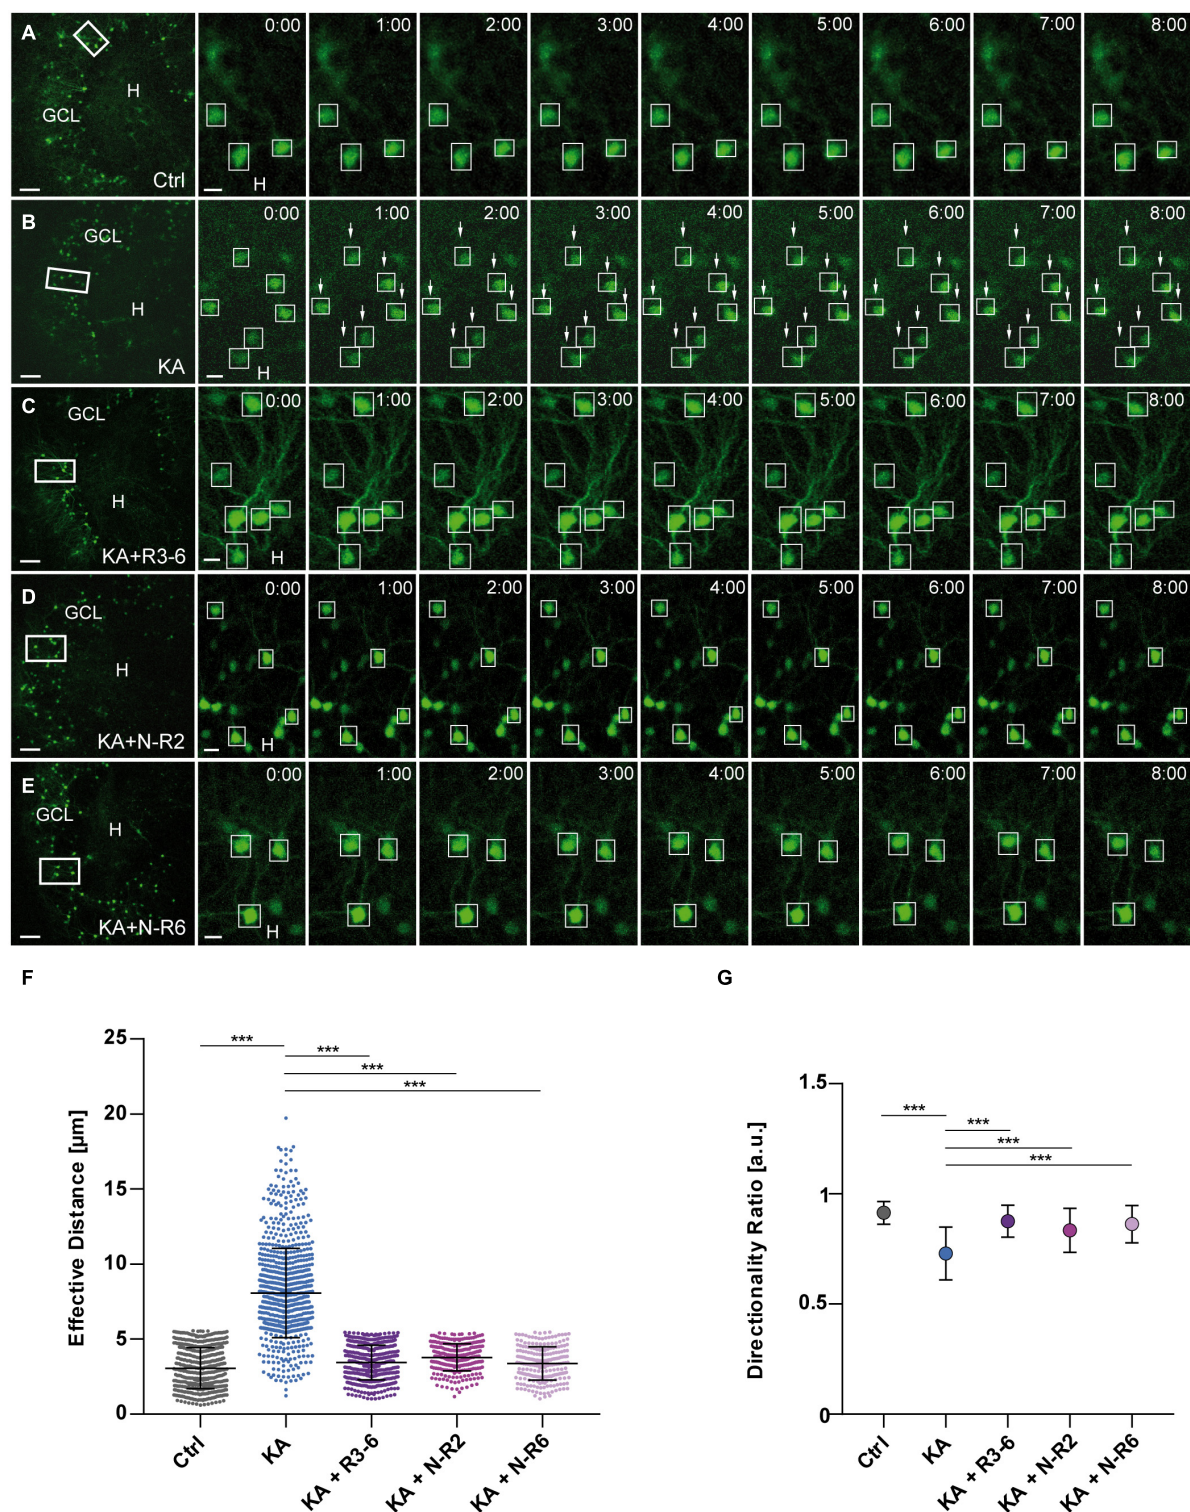 A 0:00 1:00 2:00 3:00 4:00 5:00 6:00 7:00 8:00
H
GCL
Ctrl
H
B 0:00 1:00 2:00 3:00 4:00 5:00 6:00 7:00 8:00
GCL
H
KA
H
C 0:00 1:00 2:00 3:00 4:00 5:00 6:00 7:00 8:00
GCL
H
KA+R3-6
H
D 0:00 1:00 2:00 3:00 4:00 5:00 6:00 7:00 8:00
GCL
H
KA+N-R2
H
E 0:00 1:00 2:00 3:00 4:00 5:00 6:00 7:00 8:00
GCL
H
KA+N-R6
H
F
Effective Distance [µm]
25
20
15
10
5
0
***
***
***
***
Ctrl
KA
KA + R3-6
KA + N-R2
KA + N-R6
G
Directionality Ratio [a.u.]
1.5
1
0.5
0
***
***
***
***
Ctrl
KA
KA + R3-6
KA + N-R2
KA + N-R6